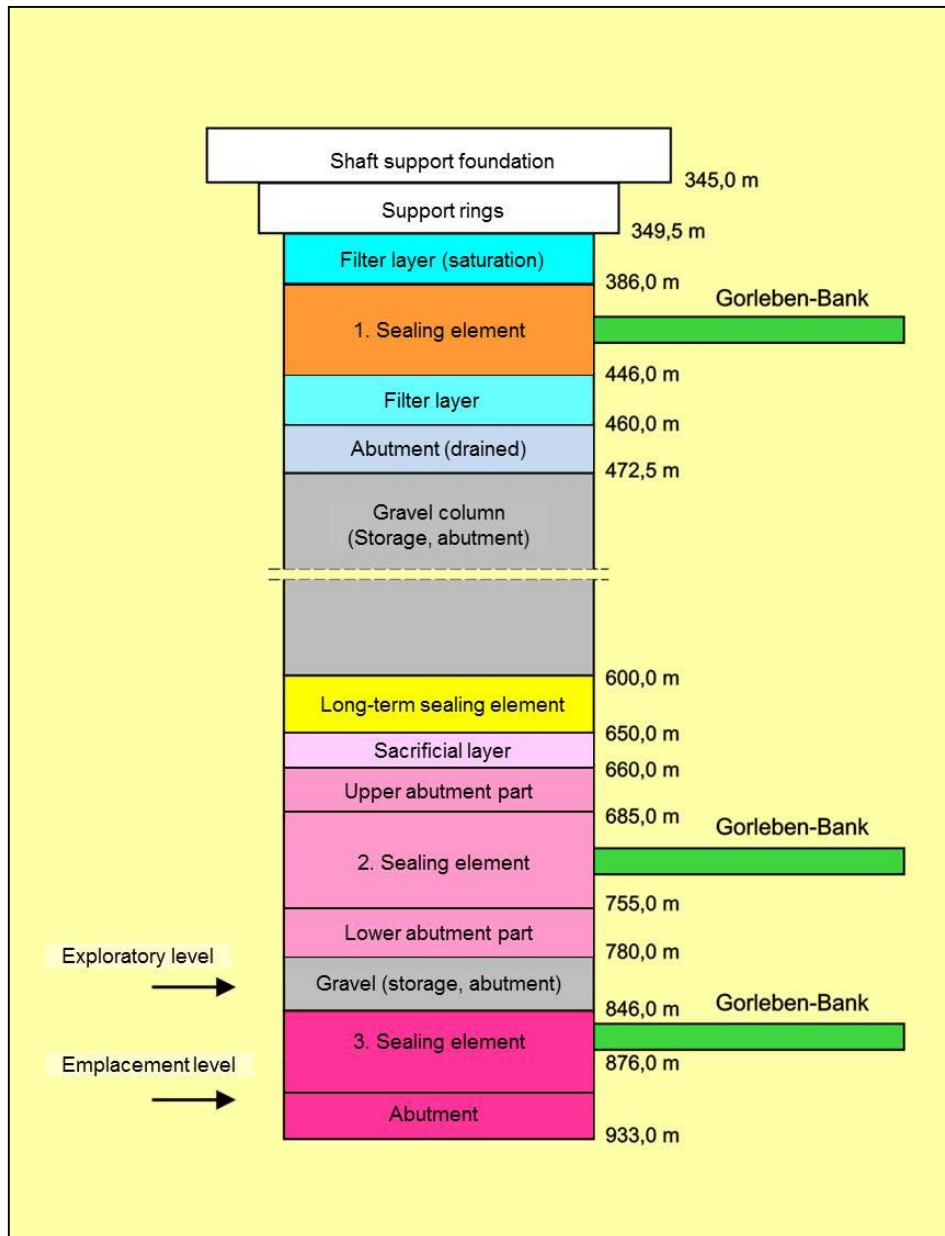 Shaft support foundation
345,0 m
Support rings
349,5 m
Filter layer (saturation)
386,0 m
Gorleben-Bank
1. Sealing element
446,0 m
Filter layer
460,0 m
Abutment (drained)
472,5 m
Gravel column
(Storage, abutment)
600,0 m
Long-term sealing element
650,0 m
Sacrificial layer
660,0 m
Upper abutment part
685,0 m
Gorleben-Bank
2. Sealing element
755,0 m
Lower abutment part
780,0 m
Exploratory level
Gravel (storage, abutment)
846,0 m
Gorleben-Bank
3. Sealing element
876,0 m
Emplacement level
Abutment
933,0 m